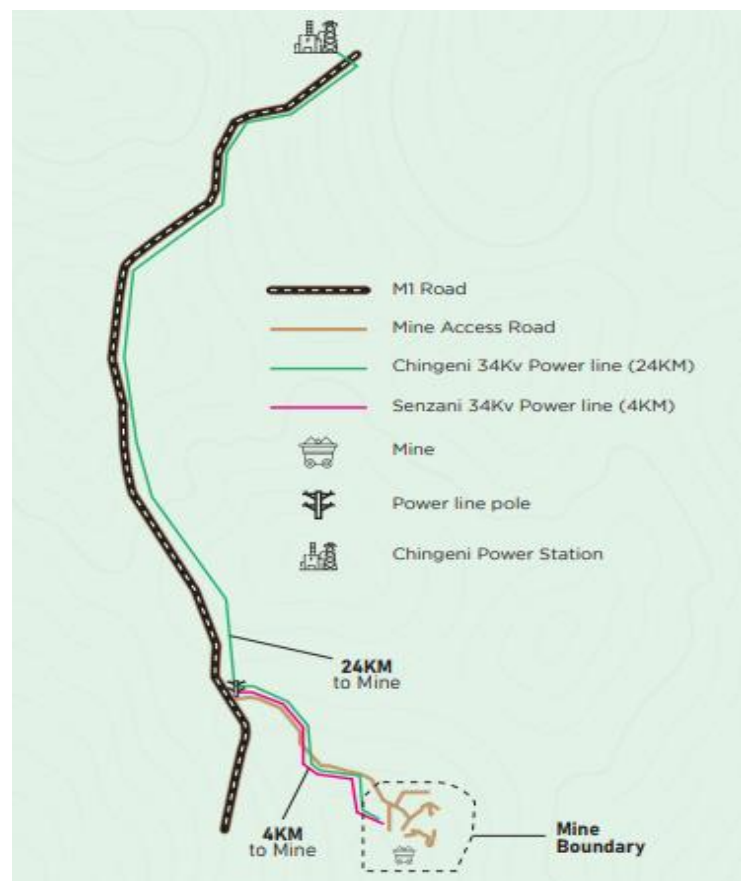 M1 Road
Mine Access Road
Chingeni 34Kv Power line (24KM)
Senzani 34Kv Power line (4KM)
Mine
Power line pole
Chingeni Power Station
24KM
to Mine
4KM
to Mine
Mine
Boundary